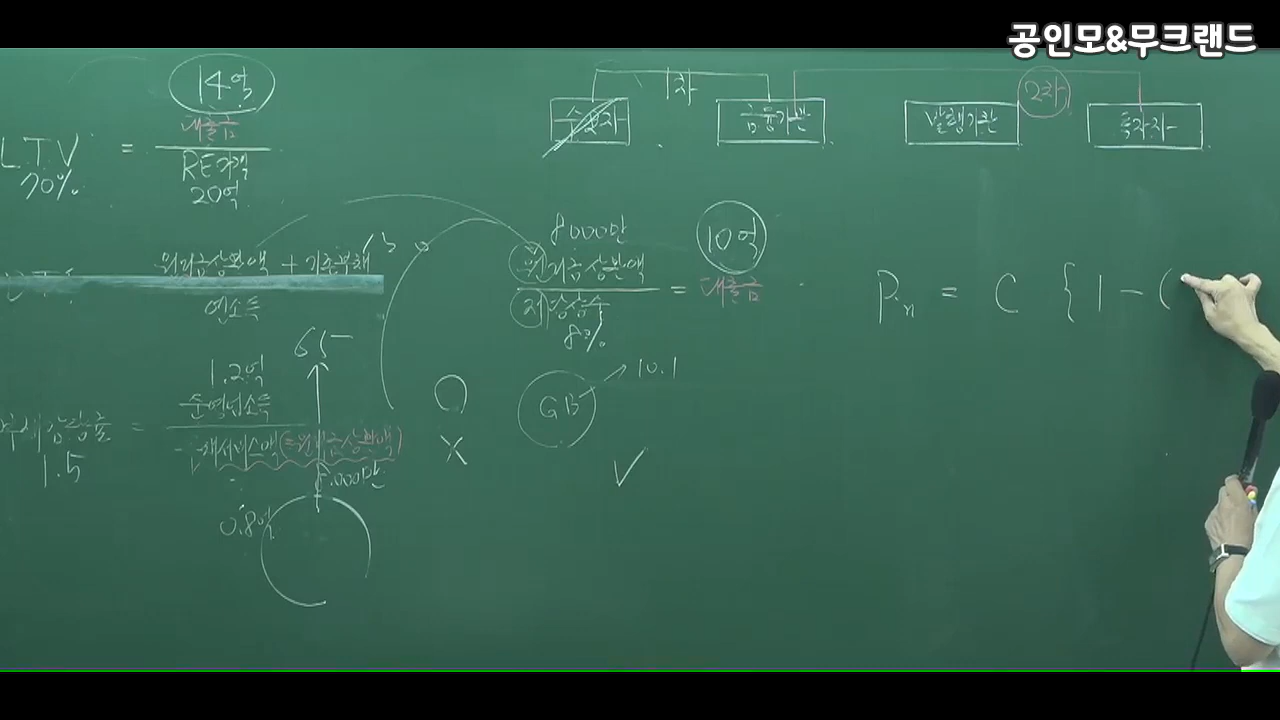 공인모&무크랜드
14억
대출금
LTV =
70%
RE가격
20억
1차
2차
수요자
금융기관
발행기관
투자자
원리금상환액 + 기존부채
연소득
8000만
원리금상환액
저당상수
8%
=
10억
대출금
Pn = C { 1 - (
65
1.2억
순영업소득
부채감당률 =
1.5
부채서비스액(=원리금상환액)
8,000만
0.8억
O
X
GB
10.1